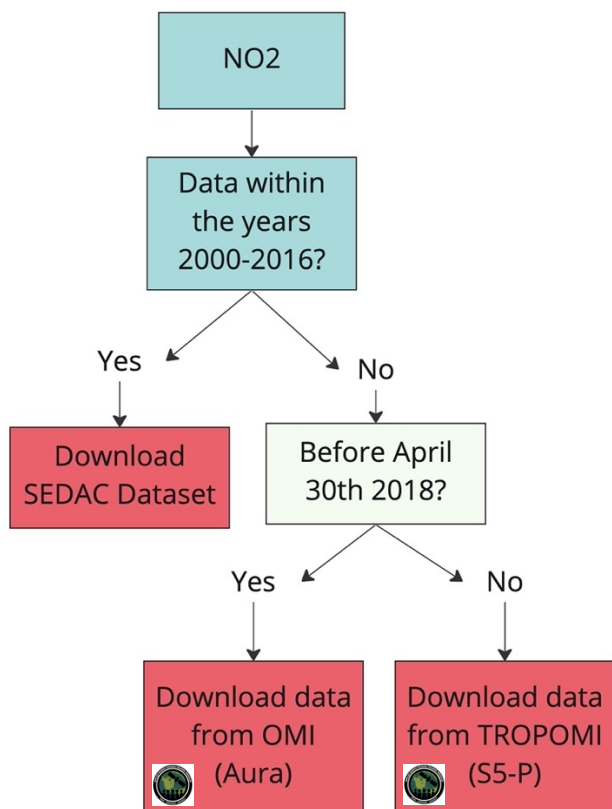 NO2
Data within
the years
2000-2016?
Yes
No
Download
SEDAC Dataset
Before April
30th 2018?
Yes
No
Download data
from OMI
(Aura)
Download data
from TROPOMI
(S5-P)